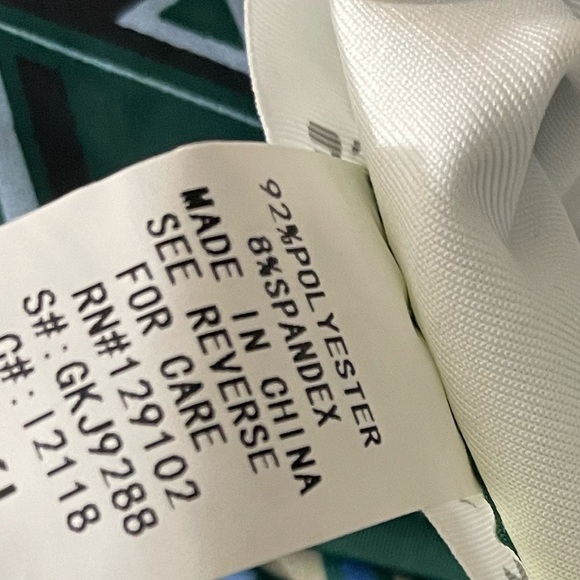 92%POLYESTER
8%SPANDEX
MADE IN CHINA
SEE REVERSE
FOR CARE
RN#129102
S#:GKJ9288
G#:12118